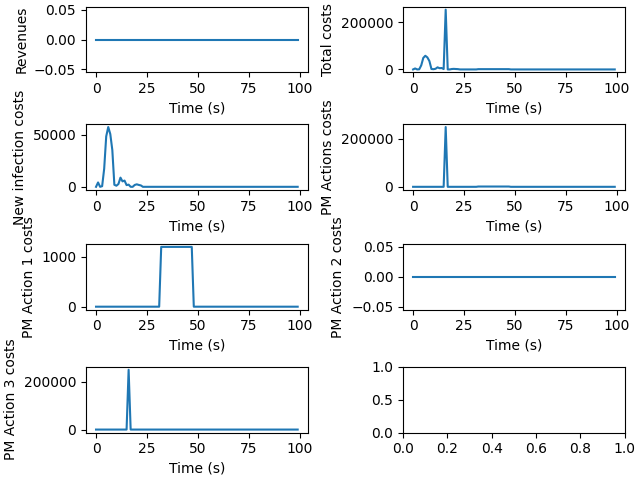 Revenues
0.05
0.00
−0.05
0 25 50 75 100
Time (s)
Total costs
200000
0
0 25 50 75 100
Time (s)
New infection costs
50000
0
0 25 50 75 100
Time (s)
PM Actions costs
200000
0
0 25 50 75 100
Time (s)
PM Action 1 costs
1000
0
0 25 50 75 100
Time (s)
PM Action 2 costs
0.05
0.00
−0.05
0 25 50 75 100
Time (s)
PM Action 3 costs
200000
0
0 25 50 75 100
Time (s)
1.0
0.5
0.0
0.0 0.2 0.4 0.6 0.8 1.0